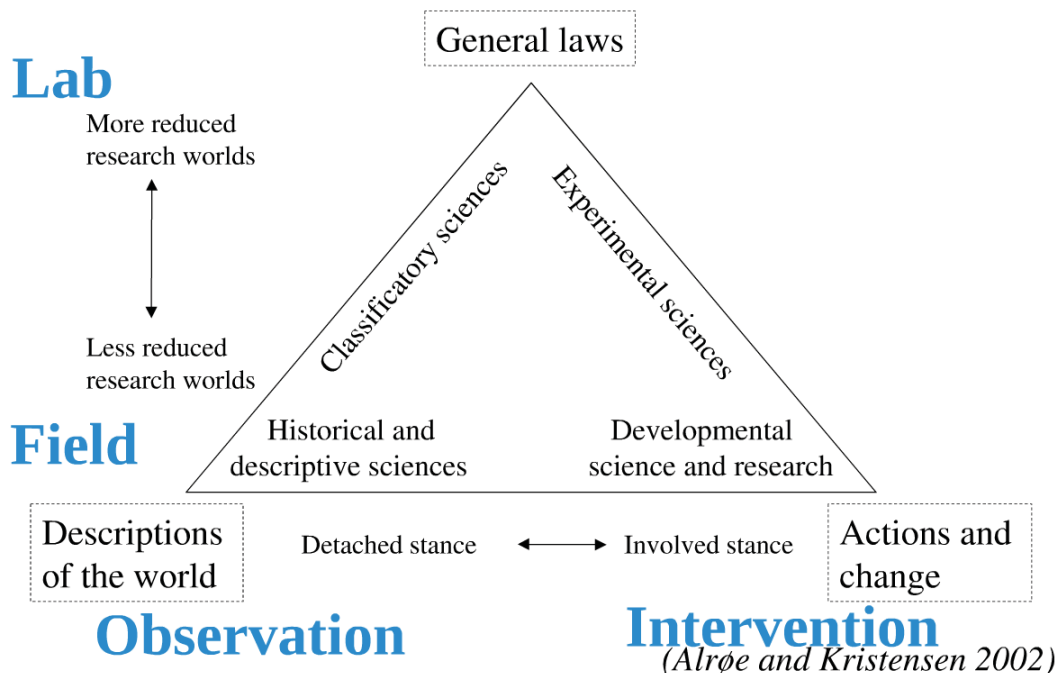 General laws
Lab
More reduced
research worlds
Classificatory sciences
Experimental sciences
Less reduced
research worlds
Field
Historical and
descriptive sciences
Developmental
science and research
Descriptions
of the world
Detached stance
Involved stance
Actions and
change
Observation
Intervention
(Alrøe and Kristensen 2002)